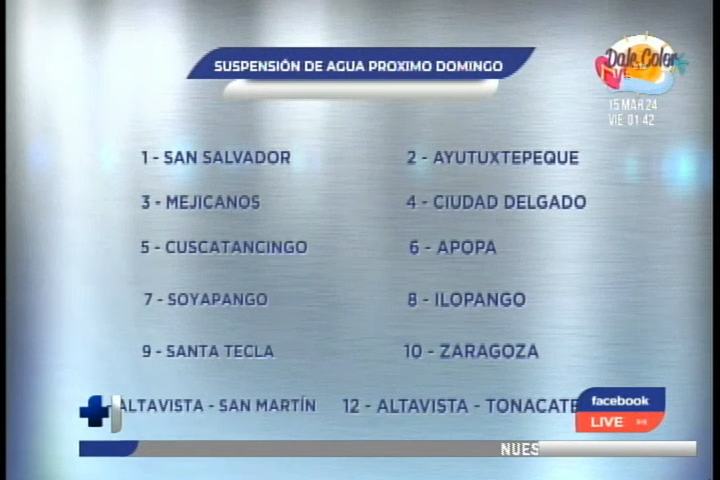 SUSPENSIÓN DE AGUA PROXIMO DOMINGO
Dale Color
15 MAR 24
VIE 01:42
1 - SAN SALVADOR
2 - AYUTUXTEPEQUE
3 - MEJICANOS
4 - CIUDAD DELGADO
5 - CUSCATANCINGO
6 - APOPA
7 - SOYAPANGO
8 - ILOPANGO
9 - SANTA TECLA
10 - ZARAGOZA
ALTAVISTA - SAN MARTÍN
12 - ALTAVISTA - TONACATE
facebook
LIVE
NUES